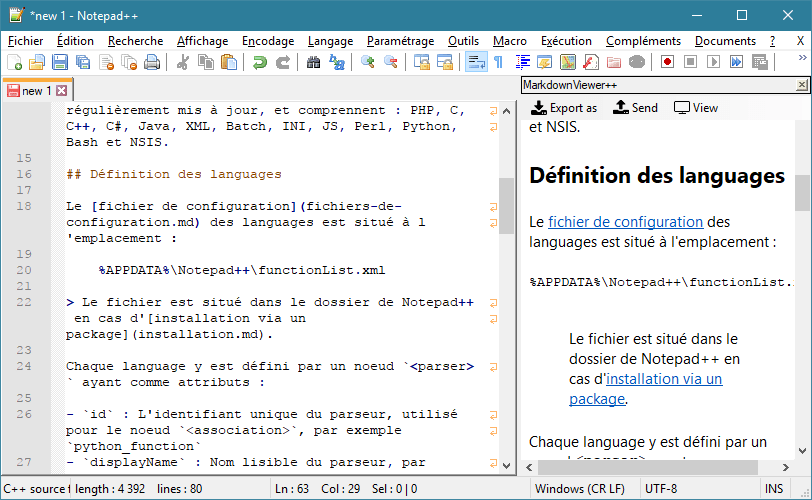 *new 1 - Notepad++
Fichier Édition Recherche Affichage Encodage Langage Paramétrage Outils Macro Exécution Compléments Documents ? X
new 1
MarkdownViewer++
Export as Send View
régulièrement mis à jour, et comprennent : PHP, C,
C++, C#, Java, XML, Batch, INI, JS, Perl, Python,
Bash et NSIS.
15
16 ## Définition des languages
17
18 Le [fichier de configuration](fichiers-de-
configuration.md) des languages est situé à l
'emplacement :
19
20 %APPDATA%\Notepad++\functionList.xml
21
22 > Le fichier est situé dans le dossier de Notepad++
en cas d'[installation via un
package](installation.md).
23
24 Chaque language y est défini par un noeud `<parser>
` ayant comme attributs :
25
26 - `id` : L'identifiant unique du parseur, utilisé
pour le noeud `<association>`, par exemple
`python_function`
27 - `displayName` : Nom lisible du parseur, par
et NSIS.
Définition des languages
Le fichier de configuration des
languages est situé à l'emplacement :
%APPDATA%\Notepad++\functionList.
Le fichier est situé dans le
dossier de Notepad++ en
cas d'installation via un
package.
Chaque language y est défini par un
C++ source f length : 4 392 lines : 80 Ln : 63 Col : 29 Sel : 0 | 0 Windows (CR LF) UTF-8 INS